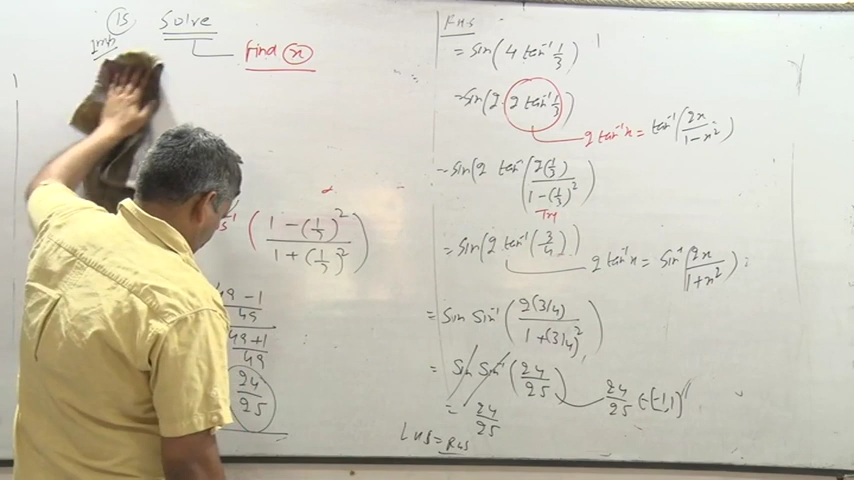 15 Solve
Imp
find x
s⁻¹ ( (1 - (1/7)²) / (1 + (1/7)²) )
49 - 1
49
49 + 1
49
24/25
R.H.S
= Sin( 4 tan⁻¹ 1/3 )
= Sin( 2 · 2 tan⁻¹ 1/3 )
2 tan⁻¹ x = tan⁻¹( 2x / (1 - x²) )
= Sin( 2 tan⁻¹( 2(1/3) / (1 - (1/3)²) ) )
Try
= Sin( 2 tan⁻¹( 3/4 ) )
2 tan⁻¹ x = Sin⁻¹( 2x / (1 + x²) )
= Sin Sin⁻¹ ( 2(3/4) / (1 + (3/4)²) )
= Sin Sin⁻¹ ( 24/25 )
24/25 ∈ [-1,1]
= 24/25
LHS = RHS